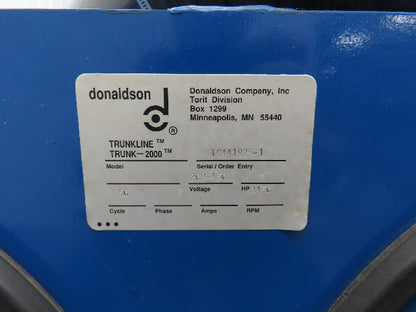 donaldson
Donaldson Company, Inc
Torit Division
Box 1299
Minneapolis, MN 55440
TRUNKLINE™
TRUNK-2000™
Model
Serial / Order Entry
Voltage
HP
Cycle
Phase
Amps
RPM